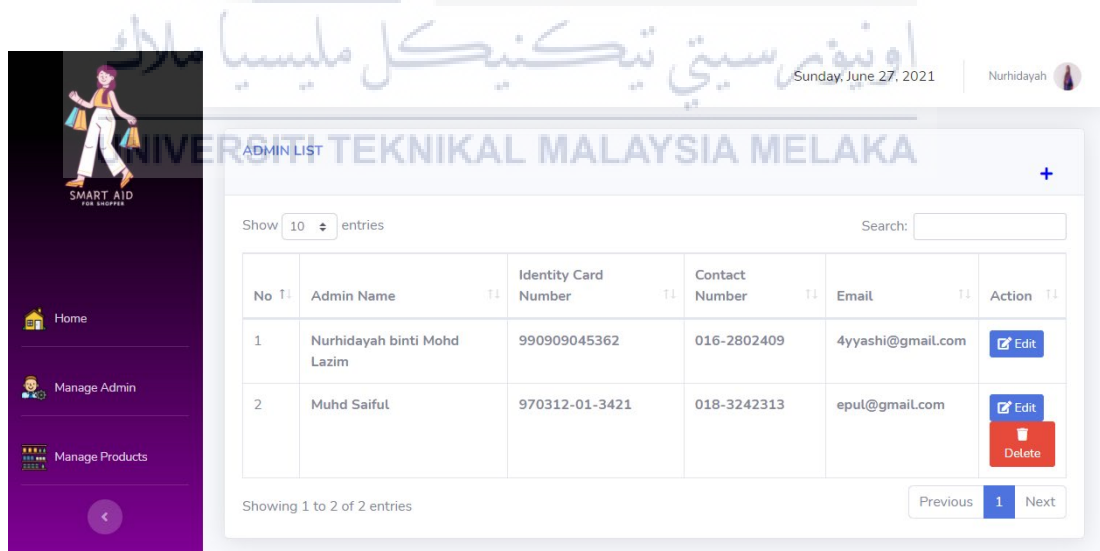 اونيورسيتي تيكنيكل مليسيا ملاك
UNIVERSITI TEKNIKAL MALAYSIA MELAKA
Sunday, June 27, 2021
Nurhidayah
SMART AID
FOR SHOPPER
Home
Manage Admin
Manage Products
ADMIN LIST
+
Show 10 entries
Search:
No Admin Name Identity Card Number Contact Number Email Action
1 Nurhidayah binti Mohd Lazim 990909045362 016-2802409 4yyashi@gmail.com Edit
2 Muhd Saiful 970312-01-3421 018-3242313 epul@gmail.com Edit
Delete
Showing 1 to 2 of 2 entries
Previous 1 Next